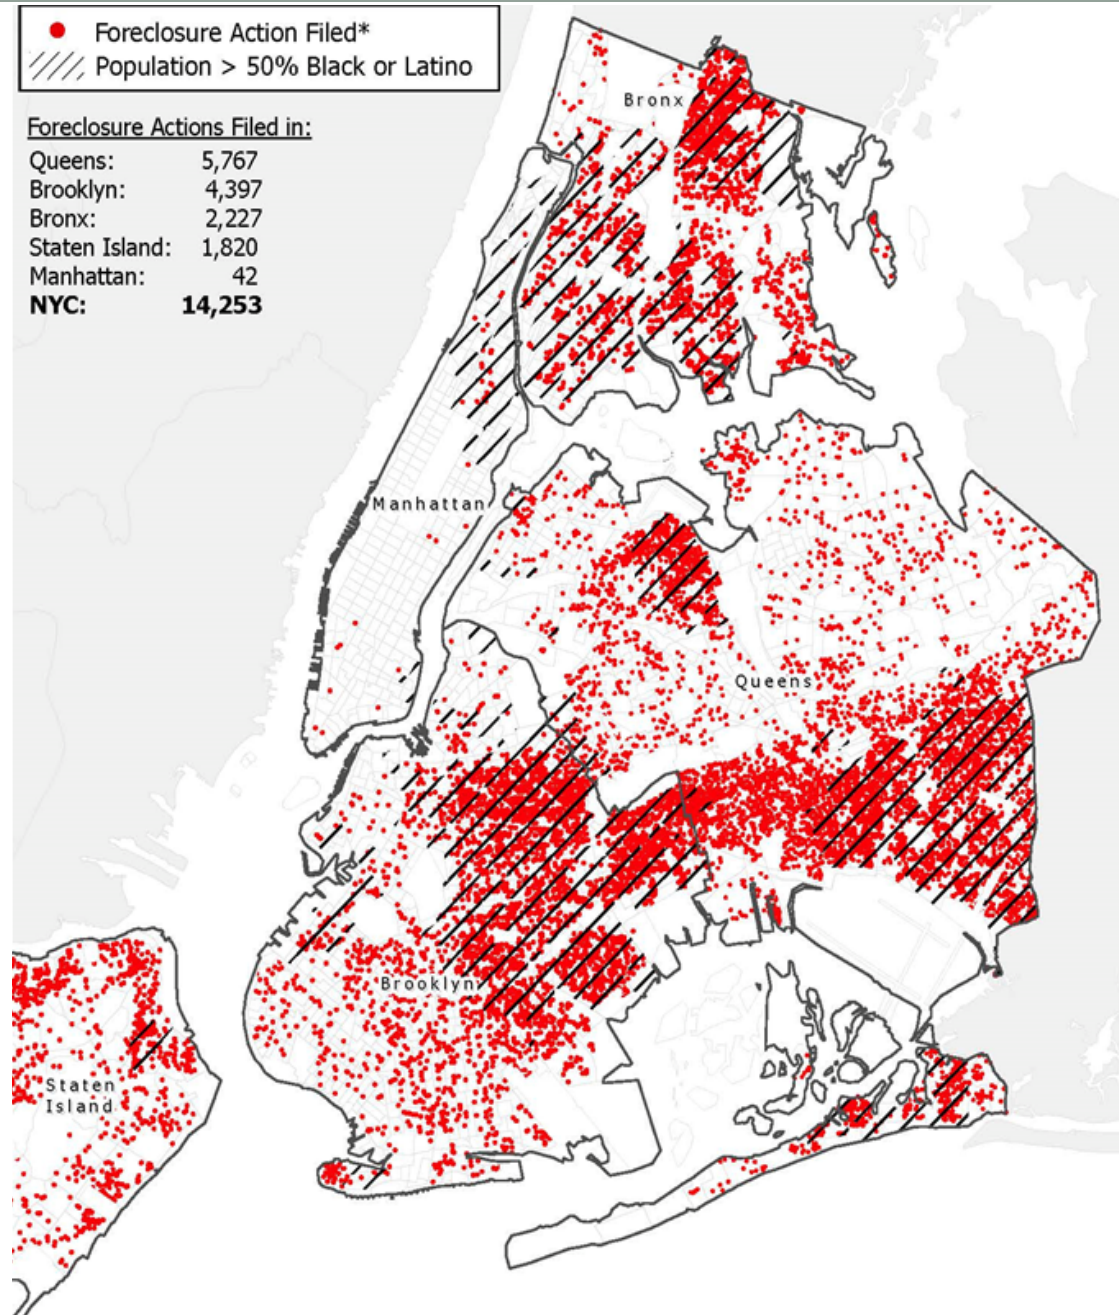 Foreclosure Action Filed*
Population > 50% Black or Latino
Foreclosure Actions Filed in:
Queens: 5,767
Brooklyn: 4,397
Bronx: 2,227
Staten Island: 1,820
Manhattan: 42
NYC: 14,253
Bronx
Manhattan
Queens
Brooklyn
Staten
Island